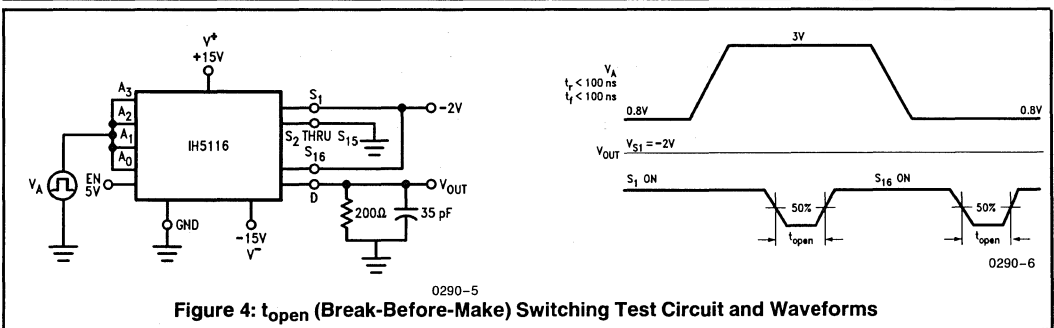 V+
+15V
A3
A2
A1
A0
IH5116
S1
S2 THRU S15
S16
D
-2V
VOUT
VA
EN
5V
GND
-15V
V-
200Ω
35 pF
0290-5
3V
VA
tr < 100 ns
tf < 100 ns
0.8V
0.8V
VOUT
VS1 = -2V
S1 ON
S16 ON
50%
50%
topen
topen
0290-6
Figure 4: topen (Break-Before-Make) Switching Test Circuit and Waveforms